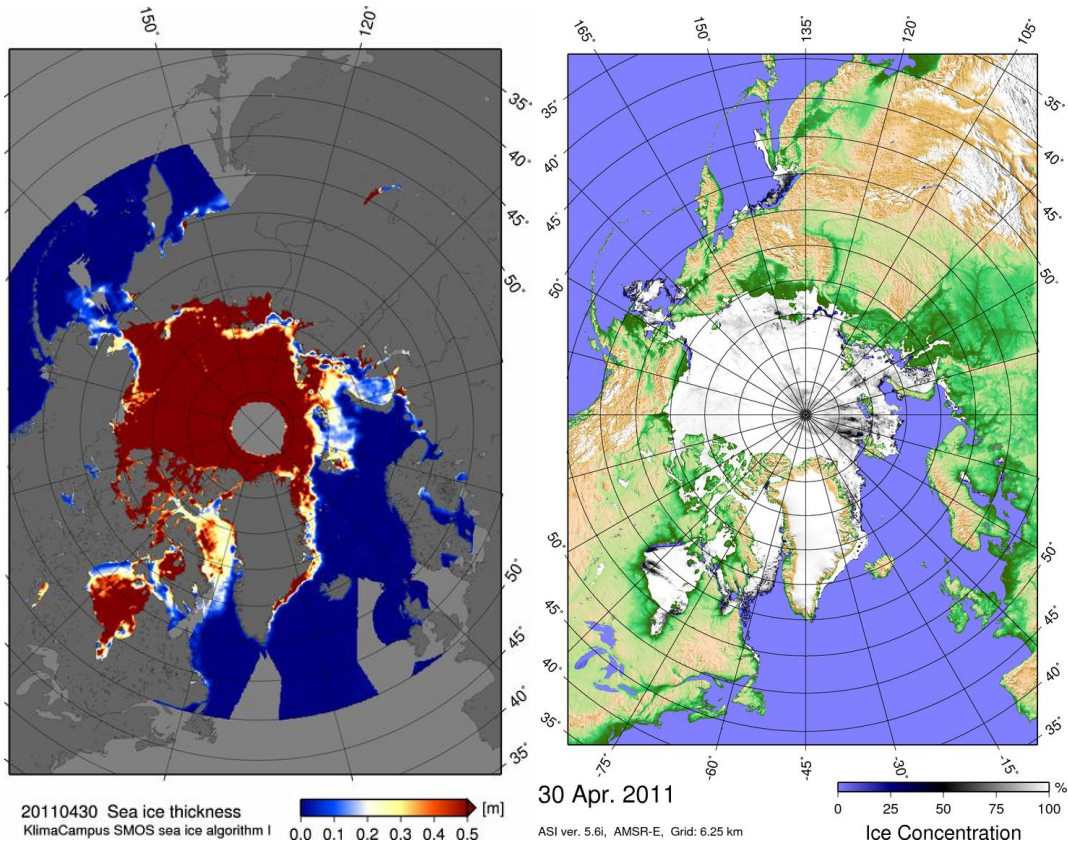 150° 120°
35°
40°
45°
50°
50°
45°
40°
35°
20110430 Sea ice thickness
KlimaCampus SMOS sea ice algorithm I
[m]
0.0 0.1 0.2 0.3 0.4 0.5
165° 150° 135° 120° 105°
35°
40°
45°
50°
35°
40°
45°
50°
50°
45°
40°
35°
50°
45°
40°
35°
-75° -60° -45° -30° -15°
30 Apr. 2011
ASI ver. 5.6i, AMSR-E, Grid: 6.25 km
%
0 25 50 75 100
Ice Concentration